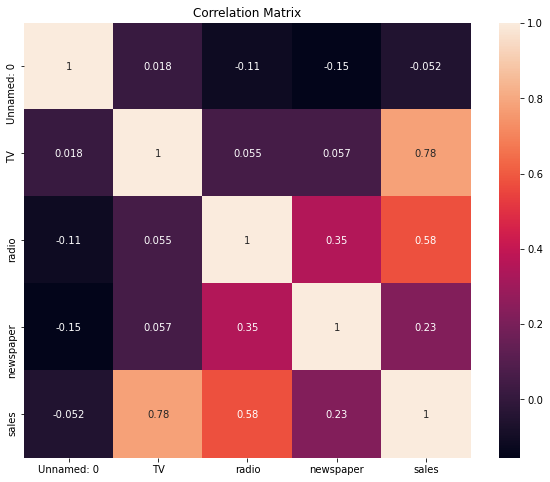 Correlation Matrix
Unnamed: 0
1
0.018
-0.11
-0.15
-0.052
TV
0.018
1
0.055
0.057
0.78
radio
-0.11
0.055
1
0.35
0.58
newspaper
-0.15
0.057
0.35
1
0.23
sales
-0.052
0.78
0.58
0.23
1
Unnamed: 0
TV
radio
newspaper
sales
1.0
0.8
0.6
0.4
0.2
0.0